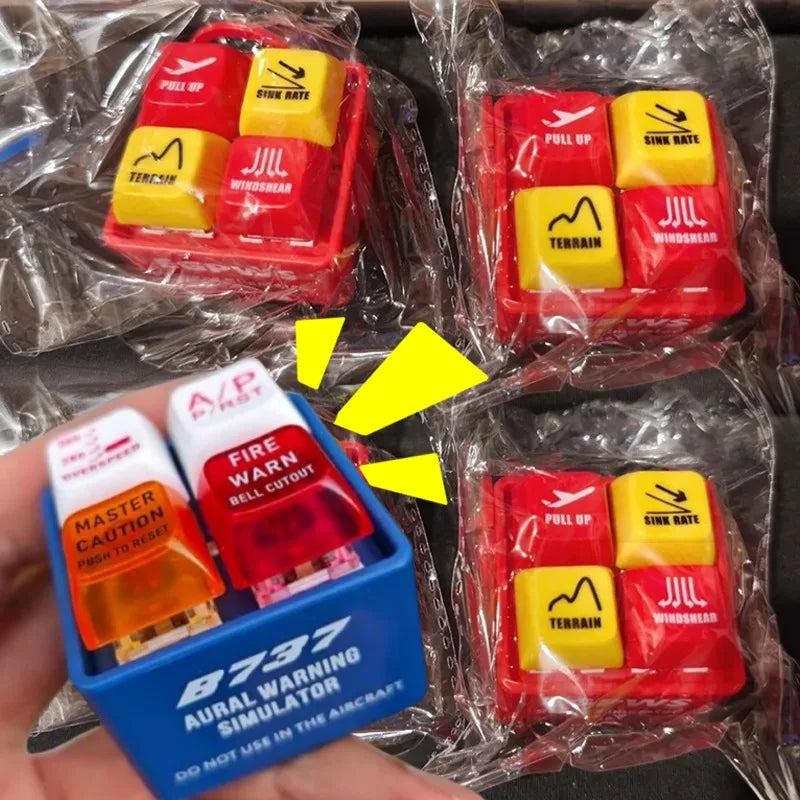 PULL UP
SINK RATE
TERRAIN
WINDSHEAR
GPWS
PULL UP
SINK RATE
TERRAIN
WINDSHEAR
PULL UP
SINK RATE
TERRAIN
WINDSHEAR
A/P
P/RST
OVERSPEED
FIRE
WARN
BELL CUTOUT
MASTER
CAUTION
PUSH TO RESET
B737
AURAL WARNING
SIMULATOR
DO NOT USE IN THE AIRCRAFT